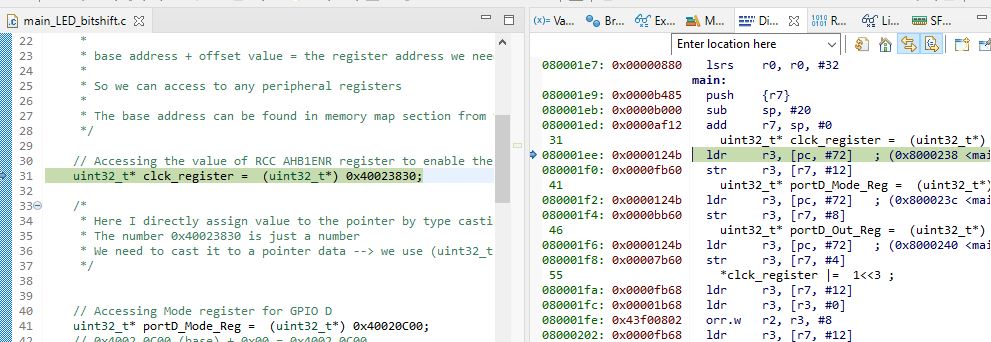 main_LED_bitshift.c
22 *
23 * base address + offset value = the register address we nee
24 *
25 * So we can access to any peripheral registers
26 *
27 * The base address can be found in memory map section from
28 */
29
30 // Accessing the value of RCC AHB1ENR register to enable the
31 uint32_t* clck_register = (uint32_t*) 0x40023830;
32
33 /*
34 * Here I directly assign value to the pointer by type casti
35 * The number 0x40023830 is just a number
36 * We need to cast it to a pointer data --> we use (uint32_t
37 */
38
39
40 // Accessing Mode register for GPIO D
41 uint32_t* portD_Mode_Reg = (uint32_t*) 0x40020C00;
42 // 0x4002 0C00 (base) + 0x00 = 0x4002 0C00
(x)= Va...
Br...
Ex...
M...
Di...
R...
Li...
SF...
Enter location here
080001e7: 0x00000880 lsrs r0, r0, #32
main:
080001e9: 0x0000b485 push {r7}
080001eb: 0x0000b000 sub sp, #20
080001ed: 0x0000af12 add r7, sp, #0
31 uint32_t* clck_register = (uint32_t*)
080001ee: 0x0000124b ldr r3, [pc, #72] ; (0x8000238 <mai
080001f0: 0x0000fb60 str r3, [r7, #12]
41 uint32_t* portD_Mode_Reg = (uint32_t*)
080001f2: 0x0000124b ldr r3, [pc, #72] ; (0x800023c <mai
080001f4: 0x0000bb60 str r3, [r7, #8]
46 uint32_t* portD_Out_Reg = (uint32_t*)
080001f6: 0x0000124b ldr r3, [pc, #72] ; (0x8000240 <mai
080001f8: 0x00007b60 str r3, [r7, #4]
55 *clck_register |= 1<<3 ;
080001fa: 0x0000fb68 ldr r3, [r7, #12]
080001fc: 0x00001b68 ldr r3, [r3, #0]
080001fe: 0x43f00802 orr.w r2, r3, #8
08000202: 0x0000fb68 ldr r3, [r7, #12]